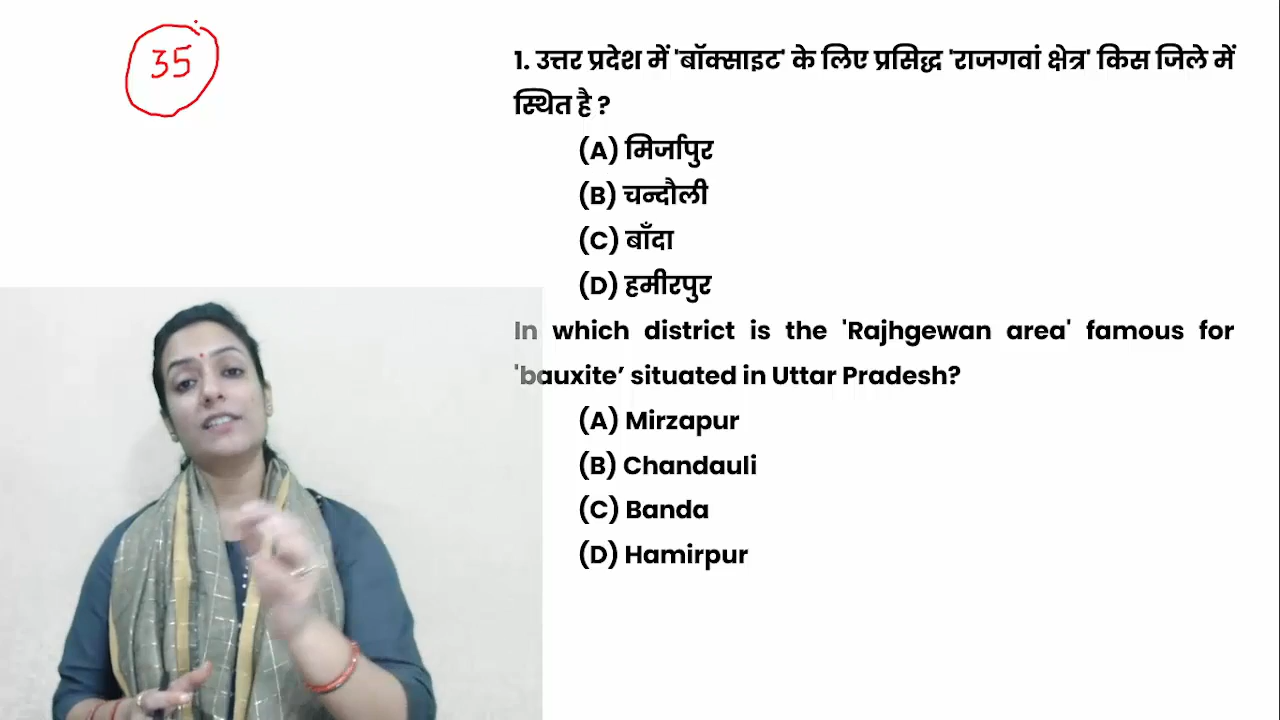 35
1. उत्तर प्रदेश में 'बॉक्साइट' के लिए प्रसिद्ध 'राजगवां क्षेत्र' किस जिले में
स्थित है ?
(A) मिर्जापुर
(B) चन्दौली
(C) बाँदा
(D) हमीरपुर
In which district is the 'Rajhgewan area' famous for
'bauxite’ situated in Uttar Pradesh?
(A) Mirzapur
(B) Chandauli
(C) Banda
(D) Hamirpur